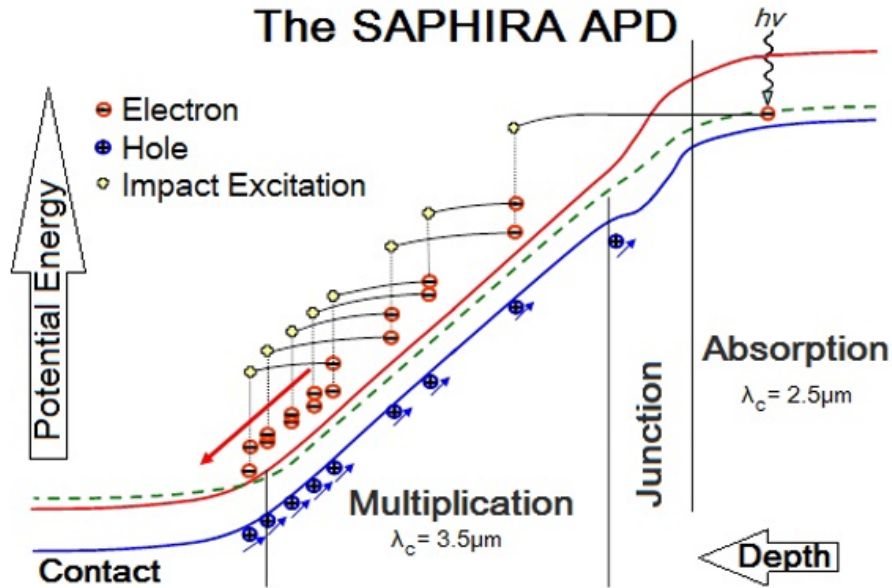 The SAPHIRA APD
hν
Electron
Hole
Impact Excitation
Potential Energy
Absorption
λc = 2.5μm
Junction
Multiplication
λc = 3.5μm
Contact
Depth